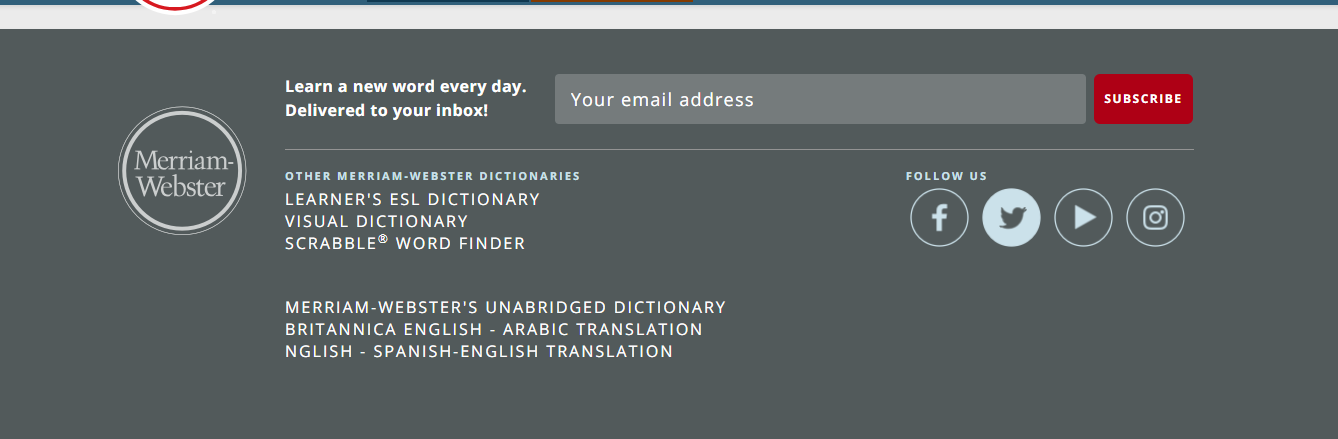 Learn a new word every day.
Delivered to your inbox!
Your email address
SUBSCRIBE
Merriam-
Webster
OTHER MERRIAM-WEBSTER DICTIONARIES
LEARNER'S ESL DICTIONARY
VISUAL DICTIONARY
SCRABBLE® WORD FINDER
FOLLOW US
MERRIAM-WEBSTER'S UNABRIDGED DICTIONARY
BRITANNICA ENGLISH - ARABIC TRANSLATION
NGLISH - SPANISH-ENGLISH TRANSLATION